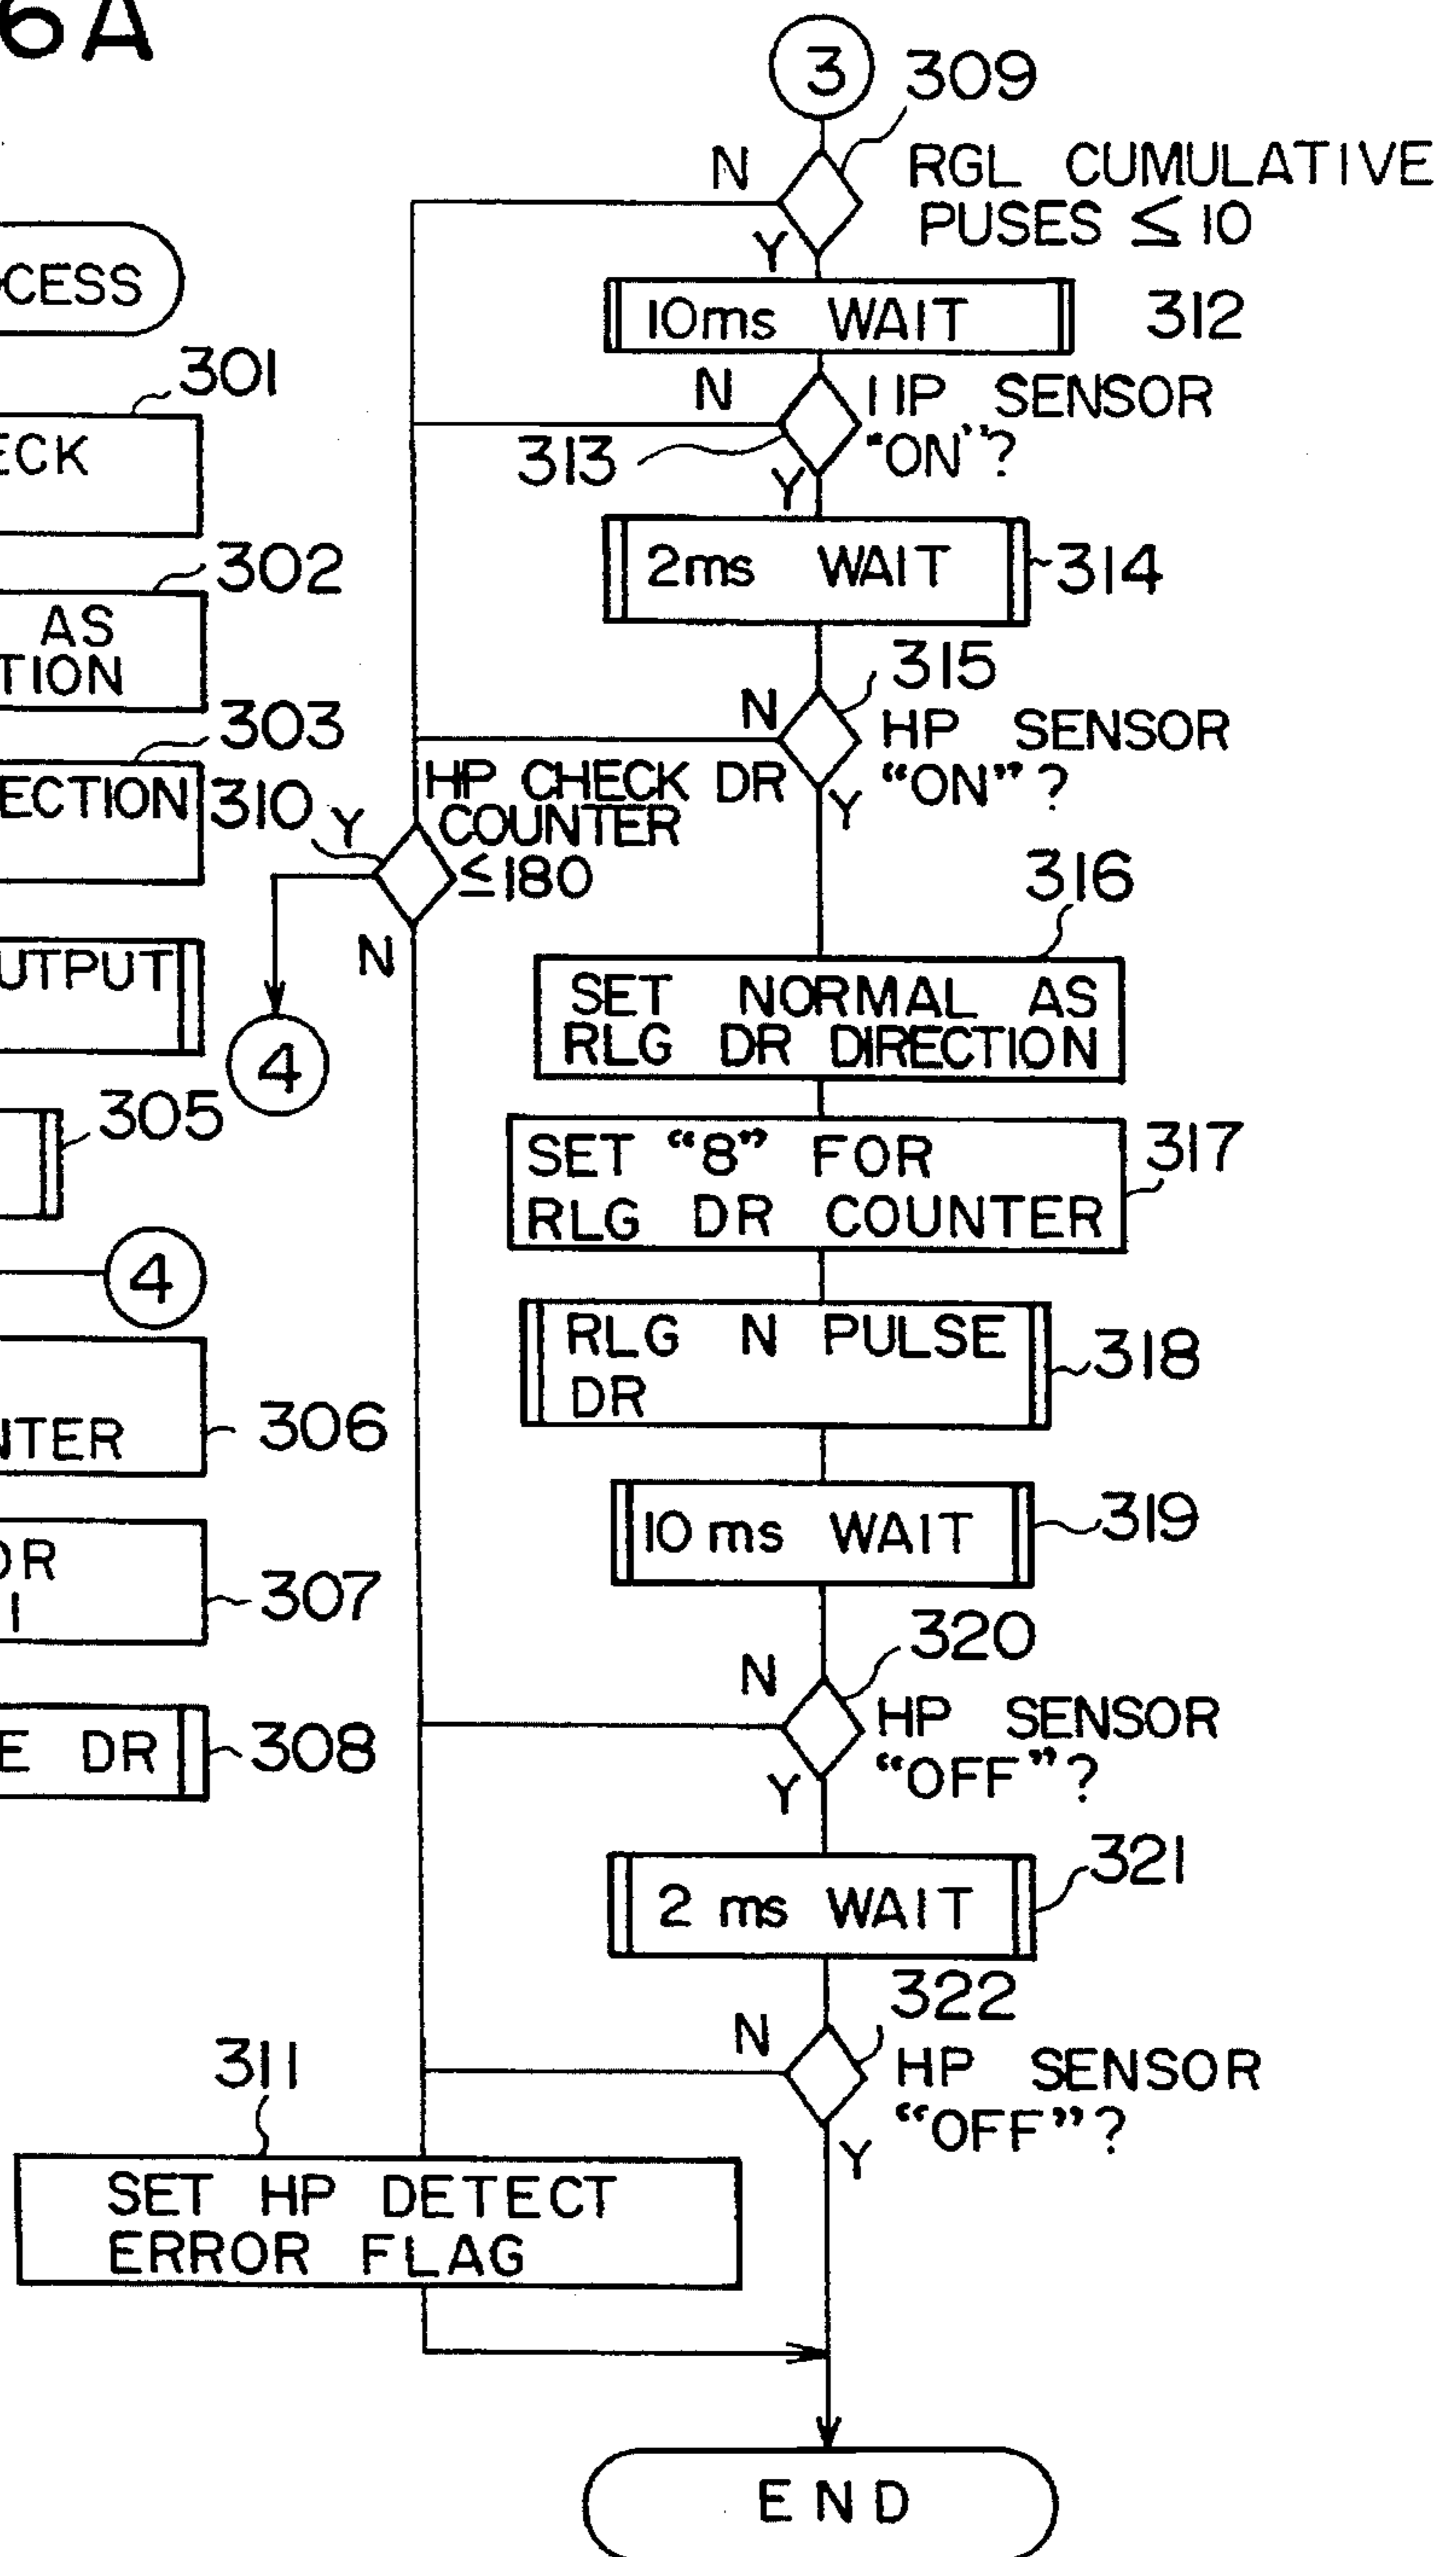 6A
CESS
301
ECK
302
AS
TION
303
ECTION
UTPUT
305
4
NTER
306
OR
1
307
E DR
308
3
309
N
RGL CUMULATIVE
PUSES ≤ 10
Y
10ms WAIT
312
N
HP SENSOR
"ON"?
313
Y
2ms WAIT
314
315
N
HP SENSOR
"ON"?
Y
HP CHECK DR
COUNTER
≤180
310
Y
N
4
316
SET NORMAL AS
RLG DR DIRECTION
SET "8" FOR
RLG DR COUNTER
317
RLG N PULSE
DR
318
10 ms WAIT
319
320
N
HP SENSOR
"OFF"?
Y
2 ms WAIT
321
322
N
HP SENSOR
"OFF"?
Y
311
SET HP DETECT
ERROR FLAG
END